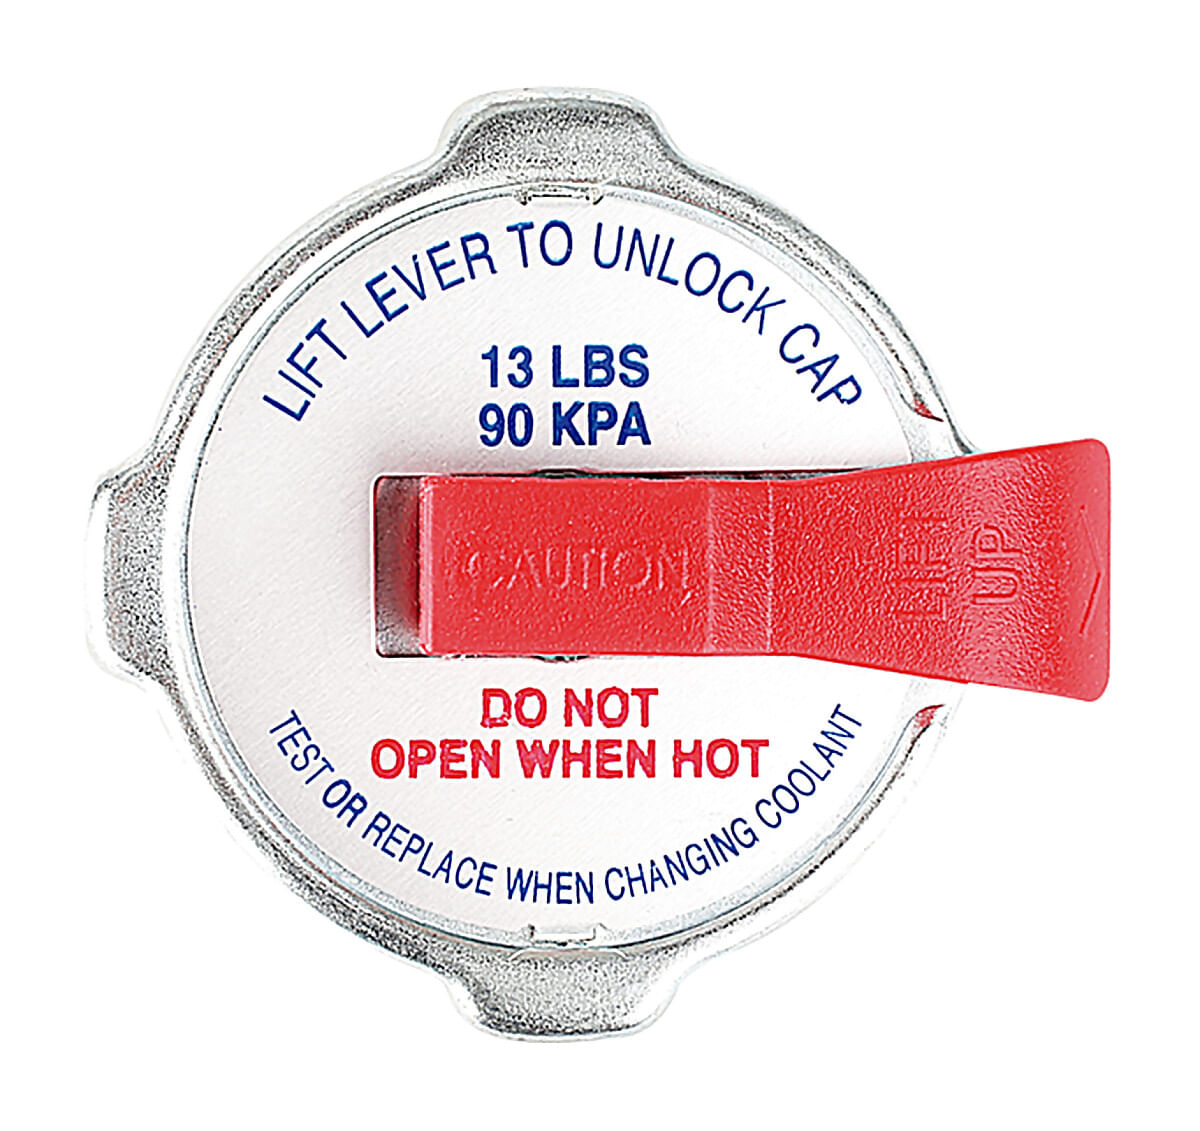 LIFT LEVER TO UNLOCK CAP
13 LBS
90 KPA
CAUTION
LIFT
UP
DO NOT
OPEN WHEN HOT
TEST OR REPLACE WHEN CHANGING COOLANT